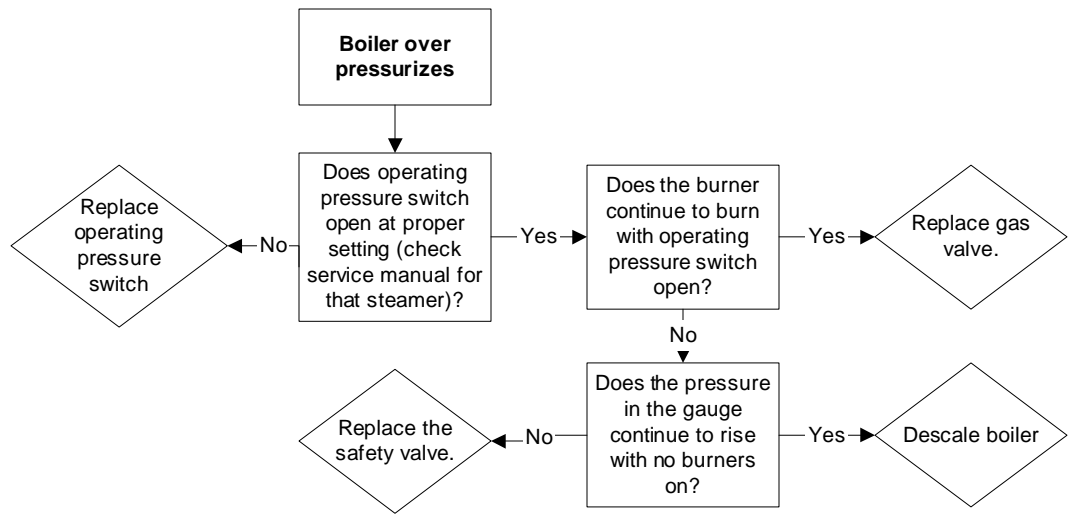 Boiler over
pressurizes
Does operating
pressure switch
open at proper
setting (check
service manual for
that steamer)?
No
Replace
operating
pressure
switch
Yes
Does the burner
continue to burn
with operating
pressure switch
open?
Yes
Replace gas
valve.
No
Does the pressure
in the gauge
continue to rise
with no burners
on?
No
Replace the
safety valve.
Yes
Descale boiler